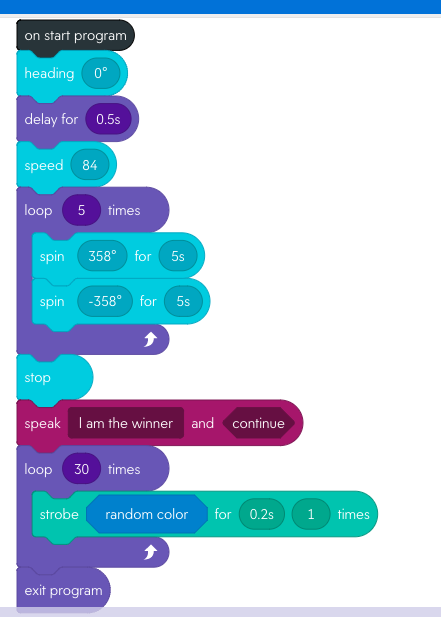 on start program
heading 0°
delay for 0.5s
speed 84
loop 5 times
spin 358° for 5s
spin -358° for 5s
stop
speak I am the winner and continue
loop 30 times
strobe random color for 0.2s 1 times
exit program